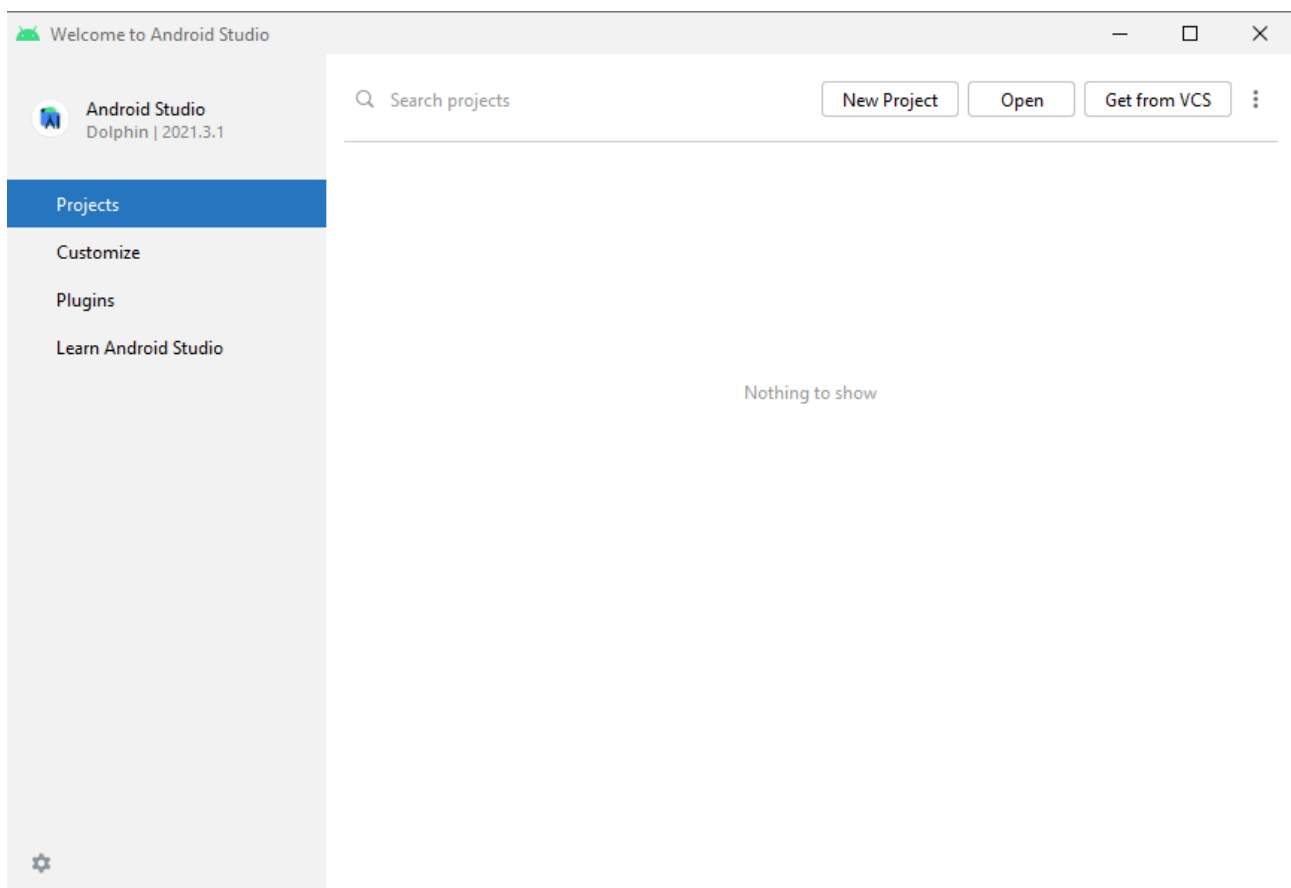 Welcome to Android Studio
Android Studio
Dolphin | 2021.3.1
Search projects
New Project
Open
Get from VCS
Projects
Customize
Plugins
Learn Android Studio
Nothing to show